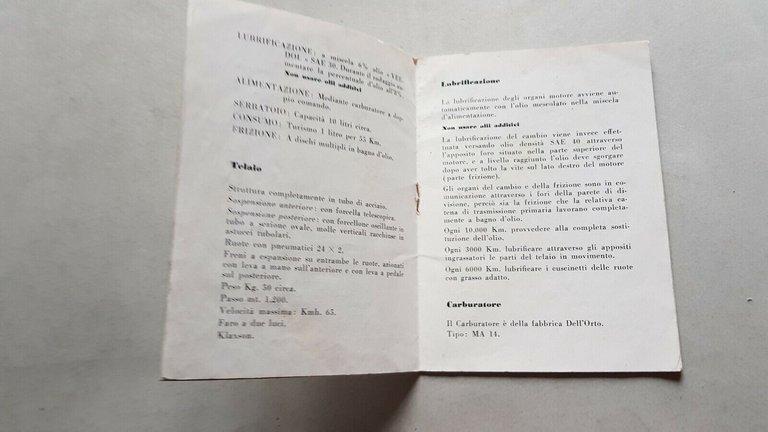 LUBRIFICAZIONE: a miscela 6% olio «VEE-
DOL» SAE 30. Durante il rodaggio au-
mentare la percentuale d'olio all'8%.
Non usare olii additivi
ALIMENTAZIONE: Mediante carburatore a dop-
pio comando.
SERBATOIO: Capacità 10 litri circa.
CONSUMO: Turismo 1 litro per 55 Km.
FRIZIONE: A dischi multipli in bagno d'olio.
Telaio
Struttura completamente in tubo di acciaio.
Sospensione anteriore: con forcella telescopica.
Sospensione posteriore: con forcellone oscillante in
tubo a sezione ovale, molle verticali racchiuse in
astucci tubolari.
Ruote con pneumatici 24 × 2.
Freni a espansione su entrambe le ruote, azionati
con leva a mano sull'anteriore e con leva a pedale
sul posteriore.
Peso Kg. 50 circa.
Passo mt. 1.200.
Velocità massima: Kmh. 65.
Faro a due luci.
Klaxson.
Lubrificazione
La lubrificazione degli organi motore avviene au-
tomaticamente con l'olio mescolato nella miscela
d'alimentazione.
Non usare olii additivi
La lubrificazione del cambio viene invece effet-
tuata versando olio densità SAE 40 attraverso
l'apposito foro situato nella parte superiore del
motore, e a livello raggiunto l'olio deve sgorgare
dopo aver tolto la vite sul lato destro del motore
(parte frizione).
Gli organi del cambio e della frizione sono in co-
municazione attraverso i fori della parete di di-
visione, perciò sia la frizione che la relativa ca-
tena di trasmissione primaria lavorano completa-
mente a bagno d'olio.
Ogni 10.000 Km. provvedere alla completa sosti-
tuzione dell'olio.
Ogni 3000 Km. lubrificare attraverso gli appositi
ingrassatori le parti del telaio in movimento.
Ogni 6000 Km. lubrificare i cuscinetti delle ruote
con grasso adatto.
Carburatore
Il Carburatore è della fabbrica Dell'Orto.
Tipo: MA 14.